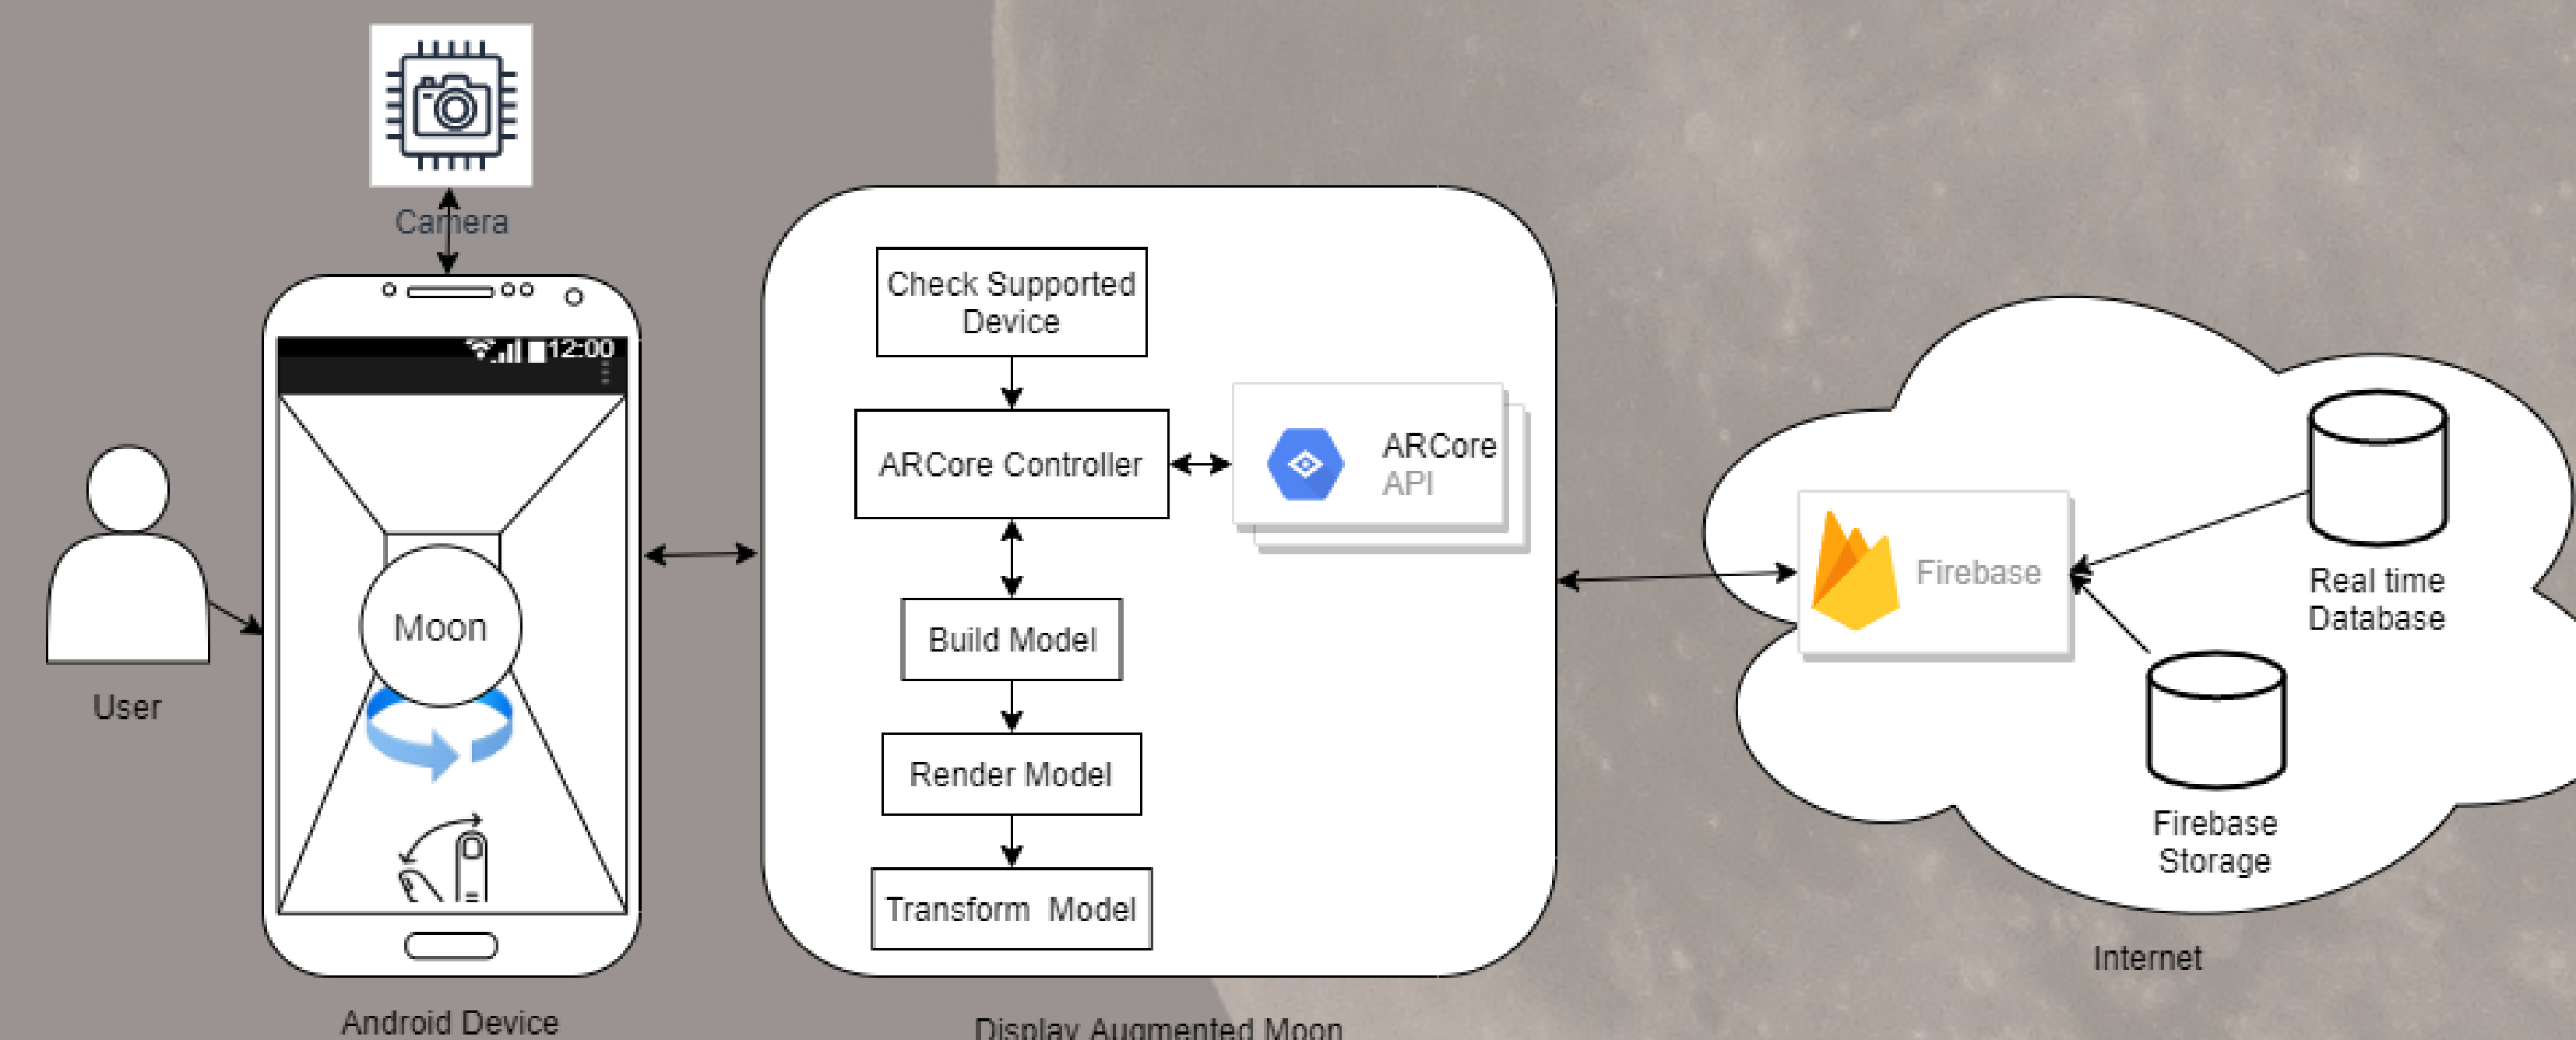 Camera
12:00
Moon
User
Android Device
Check Supported
Device
ARCore Controller
ARCore
API
Build Model
Render Model
Transform Model
Display Augmented Moon
Firebase
Real time
Database
Firebase
Storage
Internet